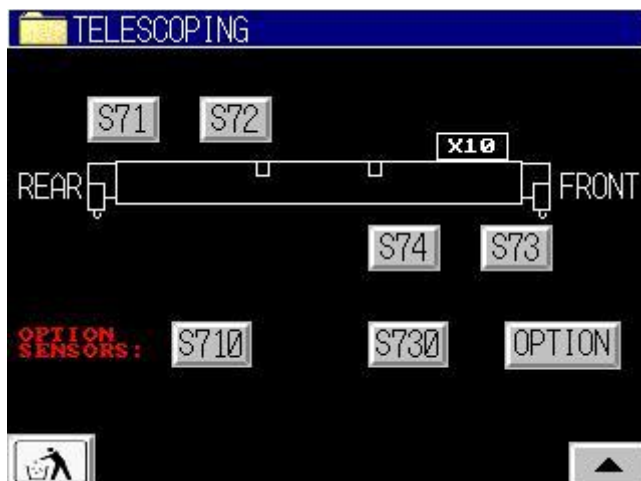 TELESCOPING
S71 S72
X10
REAR FRONT
S74 S73
OPTION
SENSORS: S710 S730 OPTION